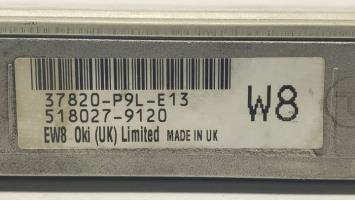 37820-P9L-E13
518027-9120
W8
EW8 Oki (UK) Limited MADE IN UK